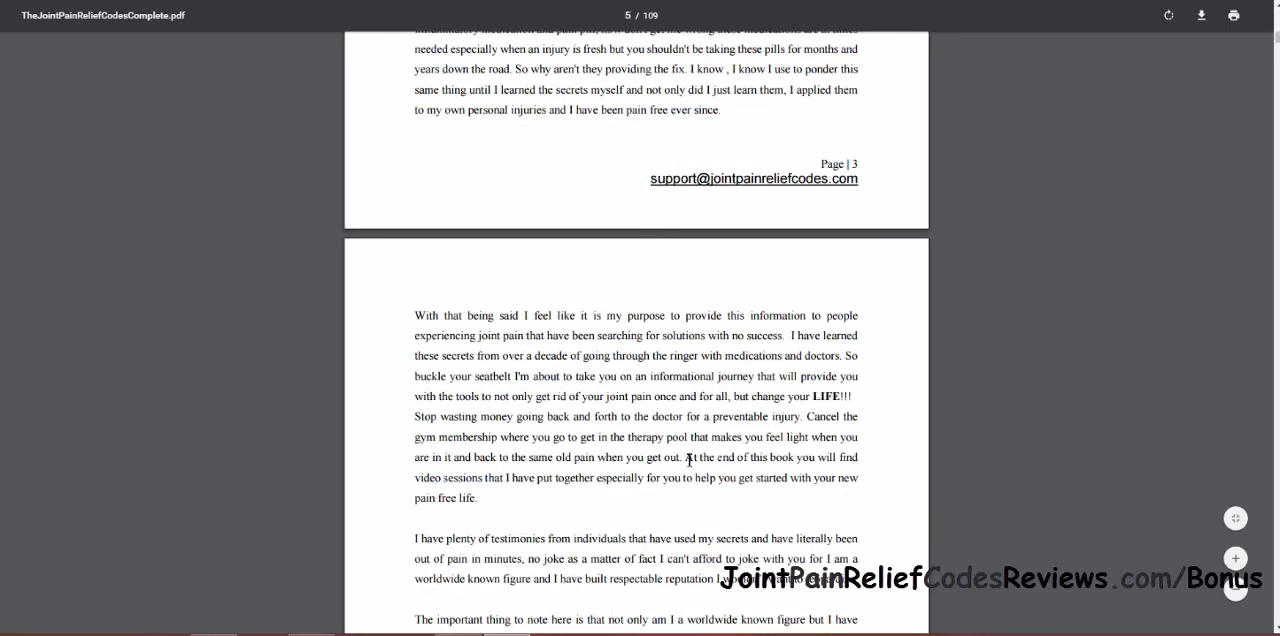 TheJointPainReliefCodesComplete.pdf
5 / 109
needed especially when an injury is fresh but you shouldn't be taking these pills for months and
years down the road. So why aren't they providing the fix. I know , I know I use to ponder this
same thing until I learned the secrets myself and not only did I just learn them, I applied them
to my own personal injuries and I have been pain free ever since.
Page | 3
support@jointpainreliefcodes.com
With that being said I feel like it is my purpose to provide this information to people
experiencing joint pain that have been searching for solutions with no success. I have learned
these secrets from over a decade of going through the ringer with medications and doctors. So
buckle your seatbelt I'm about to take you on an informational journey that will provide you
with the tools to not only get rid of your joint pain once and for all, but change your LIFE!!!
Stop wasting money going back and forth to the doctor for a preventable injury. Cancel the
gym membership where you go to get in the therapy pool that makes you feel light when you
are in it and back to the same old pain when you get out. At the end of this book you will find
video sessions that I have put together especially for you to help you get started with your new
pain free life.
I have plenty of testimonies from individuals that have used my secrets and have literally been
out of pain in minutes, no joke as a matter of fact I can't afford to joke with you for I am a
worldwide known figure and I have built respectable reputation I
JointPainReliefCodesReviews.com/Bonus
The important thing to note here is that not only am I a worldwide known figure but I have